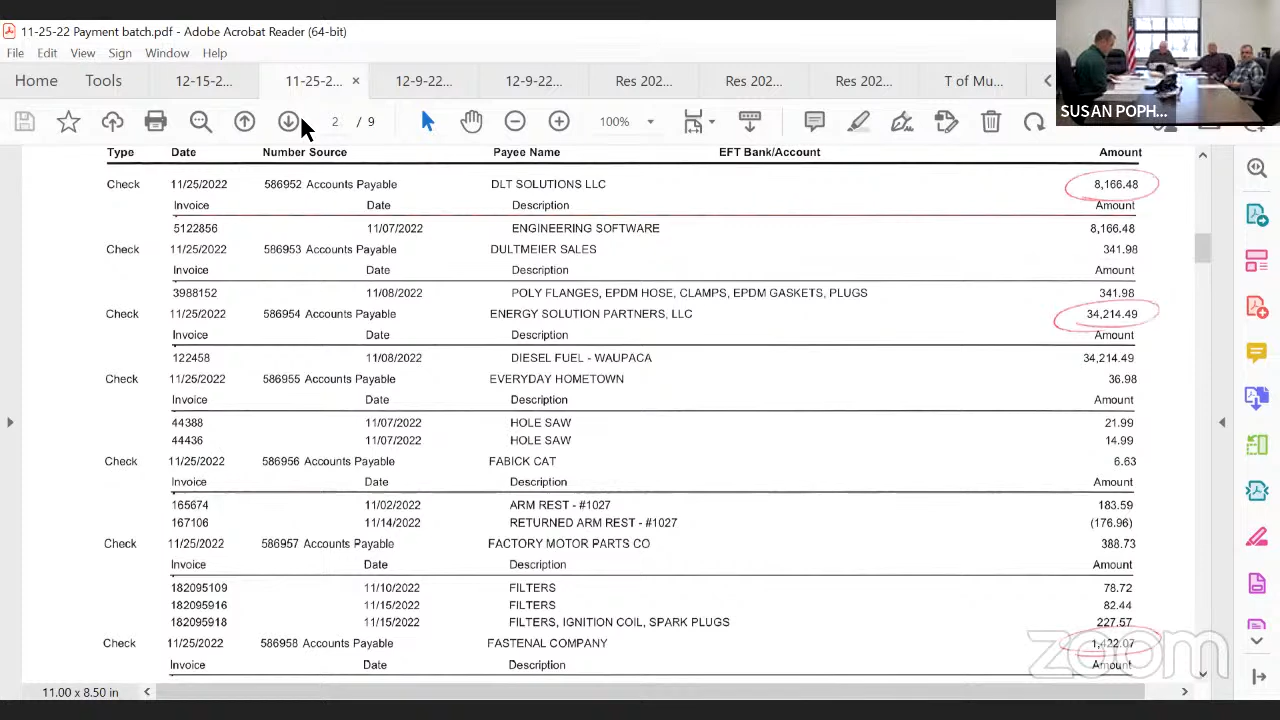 11-25-22 Payment batch.pdf - Adobe Acrobat Reader (64-bit)
File Edit View Sign Window Help
Home Tools 12-15-2... 11-25-2... × 12-9-22... 12-9-22... Res 202... Res 202... Res 202... T of Mu...
2 / 9 100%
SUSAN POPH...
Type Date Number Source Payee Name EFT Bank/Account Amount
Check 11/25/2022 586952 Accounts Payable DLT SOLUTIONS LLC 8,166.48
Invoice Date Description Amount
5122856 11/07/2022 ENGINEERING SOFTWARE 8,166.48
Check 11/25/2022 586953 Accounts Payable DULTMEIER SALES 341.98
Invoice Date Description Amount
3988152 11/08/2022 POLY FLANGES, EPDM HOSE, CLAMPS, EPDM GASKETS, PLUGS 341.98
Check 11/25/2022 586954 Accounts Payable ENERGY SOLUTION PARTNERS, LLC 34,214.49
Invoice Date Description Amount
122458 11/08/2022 DIESEL FUEL - WAUPACA 34,214.49
Check 11/25/2022 586955 Accounts Payable EVERYDAY HOMETOWN 36.98
Invoice Date Description Amount
44388 11/07/2022 HOLE SAW 21.99
44436 11/07/2022 HOLE SAW 14.99
Check 11/25/2022 586956 Accounts Payable FABICK CAT 6.63
Invoice Date Description Amount
165674 11/02/2022 ARM REST - #1027 183.59
167106 11/14/2022 RETURNED ARM REST - #1027 (176.96)
Check 11/25/2022 586957 Accounts Payable FACTORY MOTOR PARTS CO 388.73
Invoice Date Description Amount
182095109 11/10/2022 FILTERS 78.72
182095916 11/15/2022 FILTERS 82.44
182095918 11/15/2022 FILTERS, IGNITION COIL, SPARK PLUGS 227.57
Check 11/25/2022 586958 Accounts Payable FASTENAL COMPANY 1,422.07
Invoice Date Description Amount
zoom
11.00 x 8.50 in